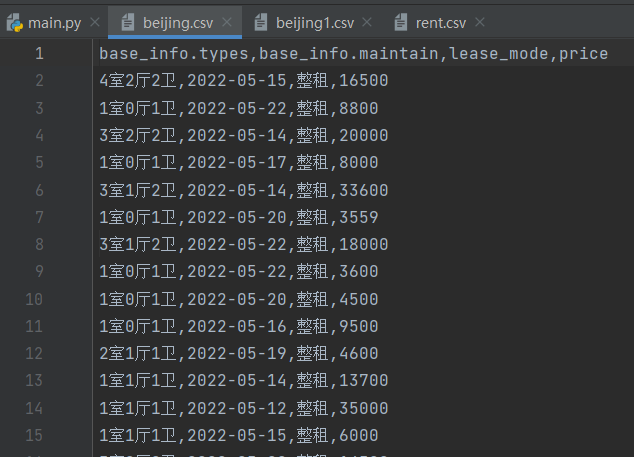 main.py beijing.csv beijing1.csv rent.csv
1 base_info.types,base_info.maintain,lease_mode,price
2 4室2厅2卫,2022-05-15,整租,16500
3 1室0厅1卫,2022-05-22,整租,8800
4 3室2厅2卫,2022-05-14,整租,20000
5 1室0厅1卫,2022-05-17,整租,8000
6 3室1厅2卫,2022-05-14,整租,33600
7 1室0厅1卫,2022-05-20,整租,3559
8 3室1厅2卫,2022-05-22,整租,18000
9 1室0厅1卫,2022-05-22,整租,3600
10 1室0厅1卫,2022-05-20,整租,4500
11 1室0厅1卫,2022-05-16,整租,9500
12 2室1厅1卫,2022-05-19,整租,4600
13 1室1厅1卫,2022-05-14,整租,13700
14 1室1厅1卫,2022-05-12,整租,35000
15 1室1厅1卫,2022-05-15,整租,6000